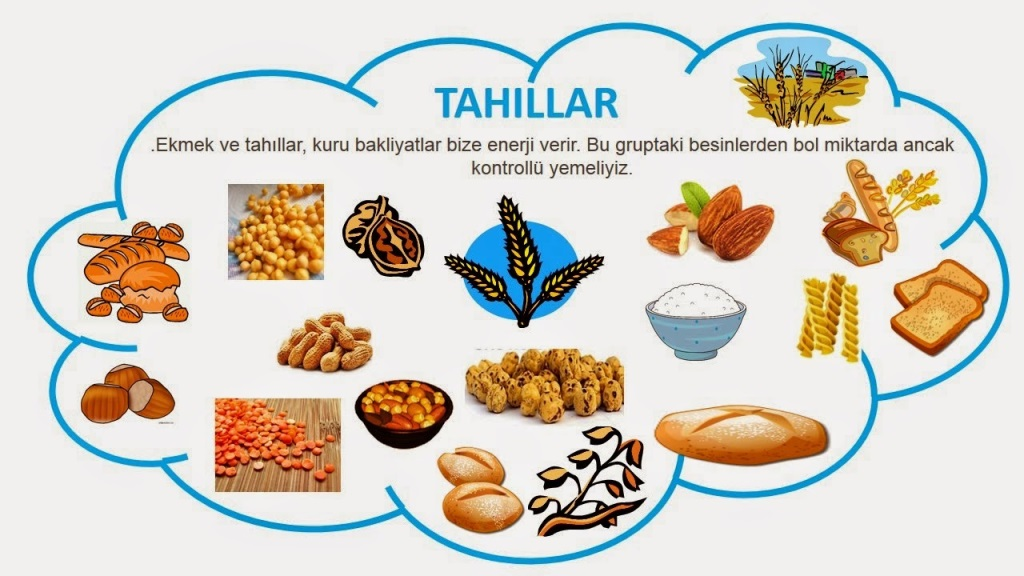 TAHILLAR
.Ekmek ve tahıllar, kuru bakliyatlar bize enerji verir. Bu gruptaki besinlerden bol miktarda ancak
kontrollü yemeliyiz.